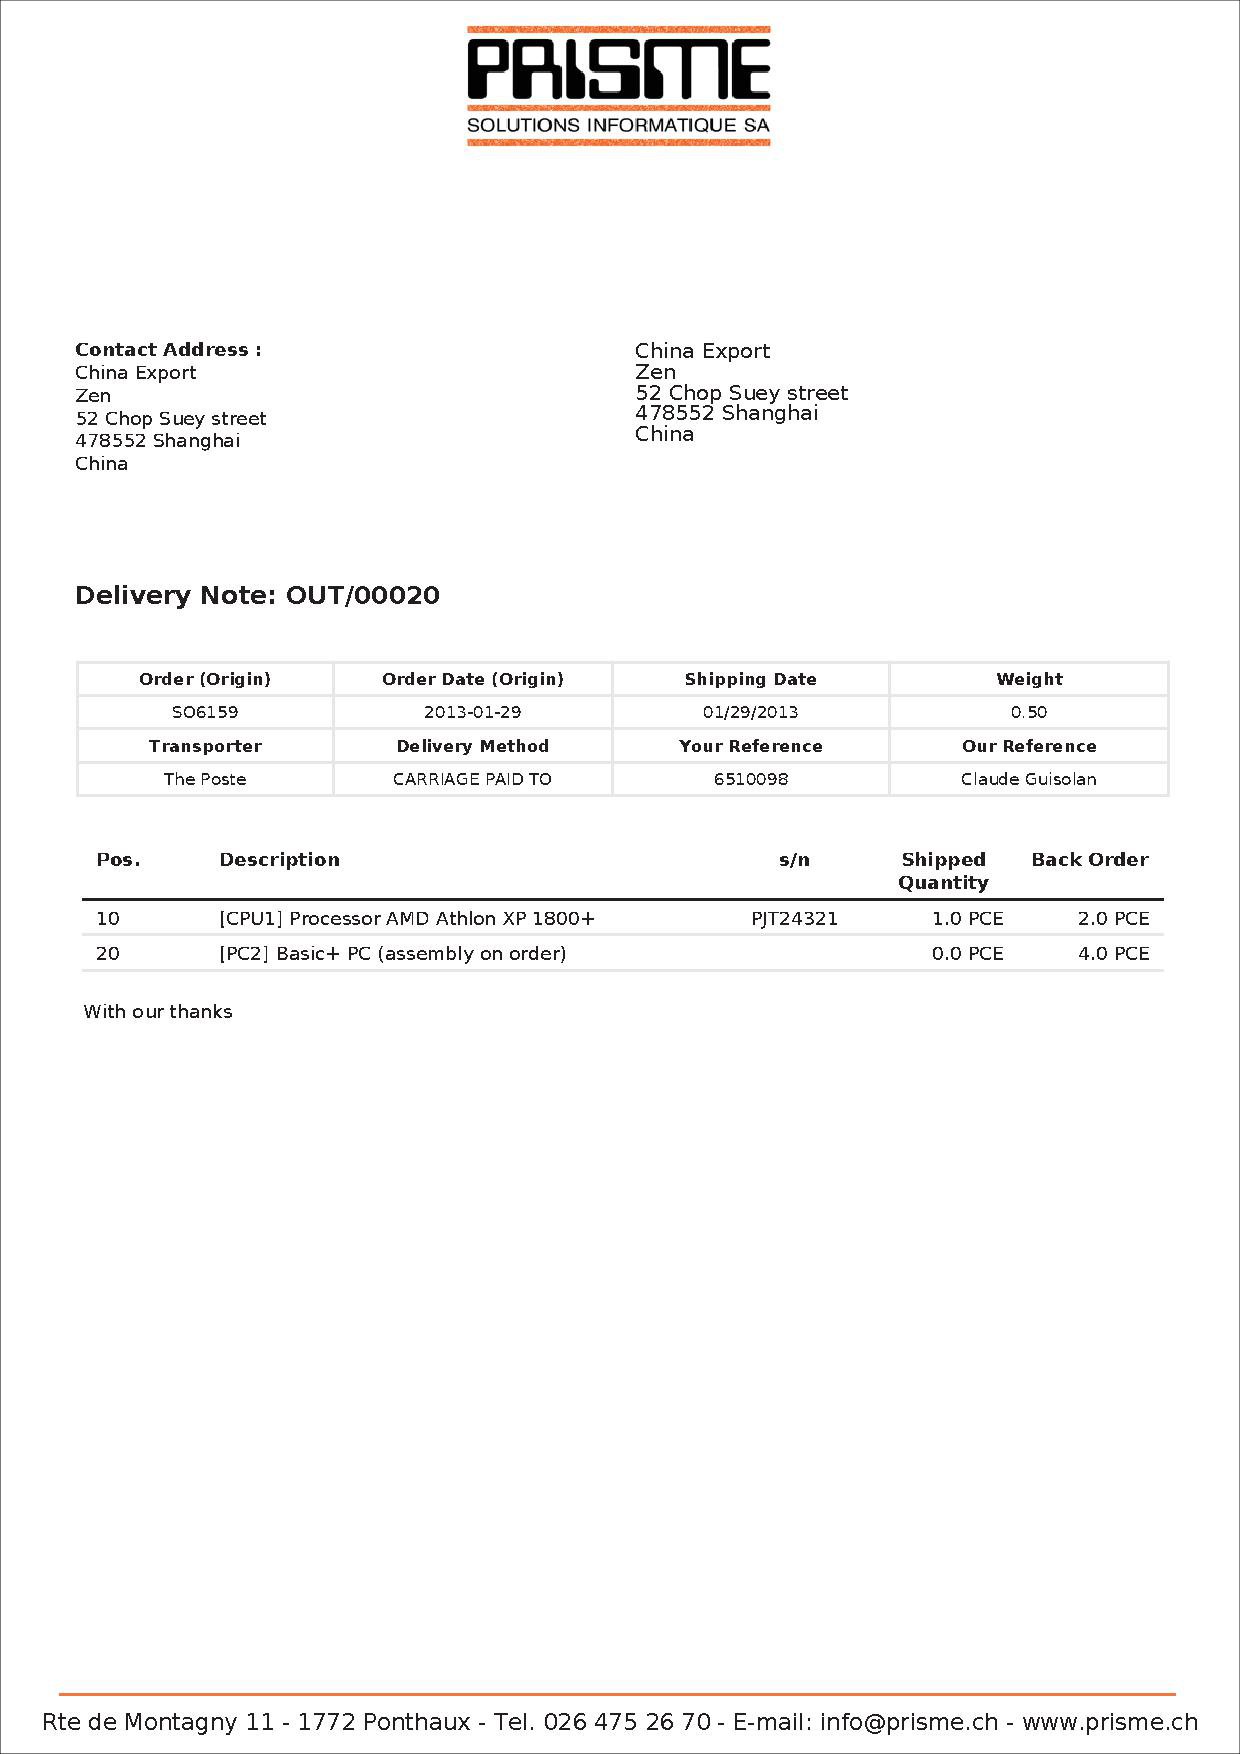 PRISME
SOLUTIONS INFORMATIQUE SA
Contact Address :
China Export
Zen
52 Chop Suey street
478552 Shanghai
China
China Export
Zen
52 Chop Suey street
478552 Shanghai
China
Delivery Note: OUT/00020
Order (Origin) Order Date (Origin) Shipping Date Weight
SO6159 2013-01-29 01/29/2013 0.50
Transporter Delivery Method Your Reference Our Reference
The Poste CARRIAGE PAID TO 6510098 Claude Guisolan
Pos. Description s/n Shipped Quantity Back Order
10 [CPU1] Processor AMD Athlon XP 1800+ PJT24321 1.0 PCE 2.0 PCE
20 [PC2] Basic+ PC (assembly on order) 0.0 PCE 4.0 PCE
With our thanks
Rte de Montagny 11 - 1772 Ponthaux - Tel. 026 475 26 70 - E-mail: info@prisme.ch - www.prisme.ch